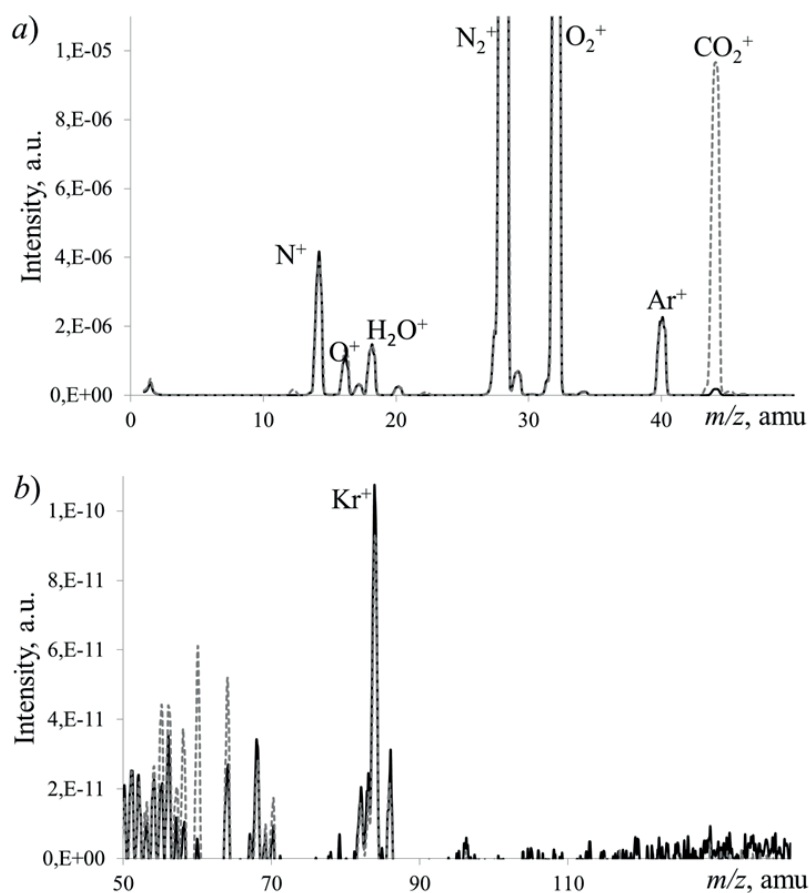 a)
Intensity, a.u.
1,E-05
8,E-06
6,E-06
4,E-06
2,E-06
0,E+00
N⁺
O⁺
H₂O⁺
N₂⁺
O₂⁺
Ar⁺
CO₂⁺
0 10 20 30 40 m/z, amu
b)
Intensity, a.u.
1,E-10
8,E-11
6,E-11
4,E-11
2,E-11
0,E+00
Kr⁺
50 70 90 110 m/z, amu